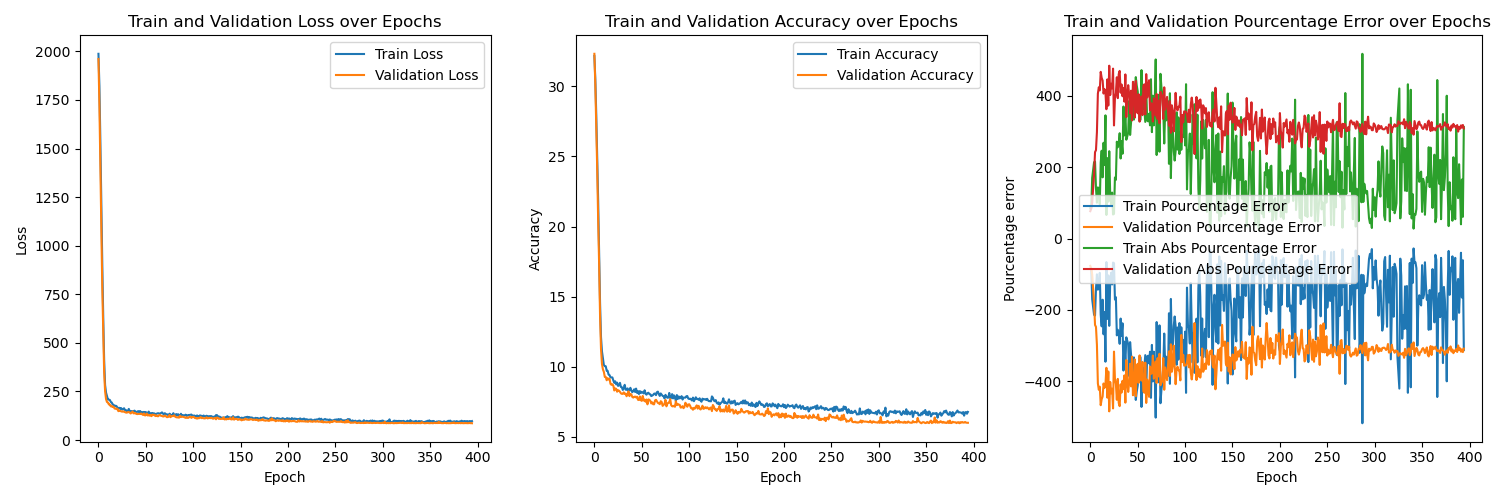 Train and Validation Loss over Epochs
Train Loss
Validation Loss
2000
1750
1500
1250
1000
750
500
250
0
Loss
0 50 100 150 200 250 300 350 400
Epoch
Train and Validation Accuracy over Epochs
Train Accuracy
Validation Accuracy
30
25
20
15
10
5
Accuracy
0 50 100 150 200 250 300 350 400
Epoch
Train and Validation Pourcentage Error over Epochs
400
200
0
−200
−400
Pourcentage error
Train Pourcentage Error
Validation Pourcentage Error
Train Abs Pourcentage Error
Validation Abs Pourcentage Error
0 50 100 150 200 250 300 350 400
Epoch